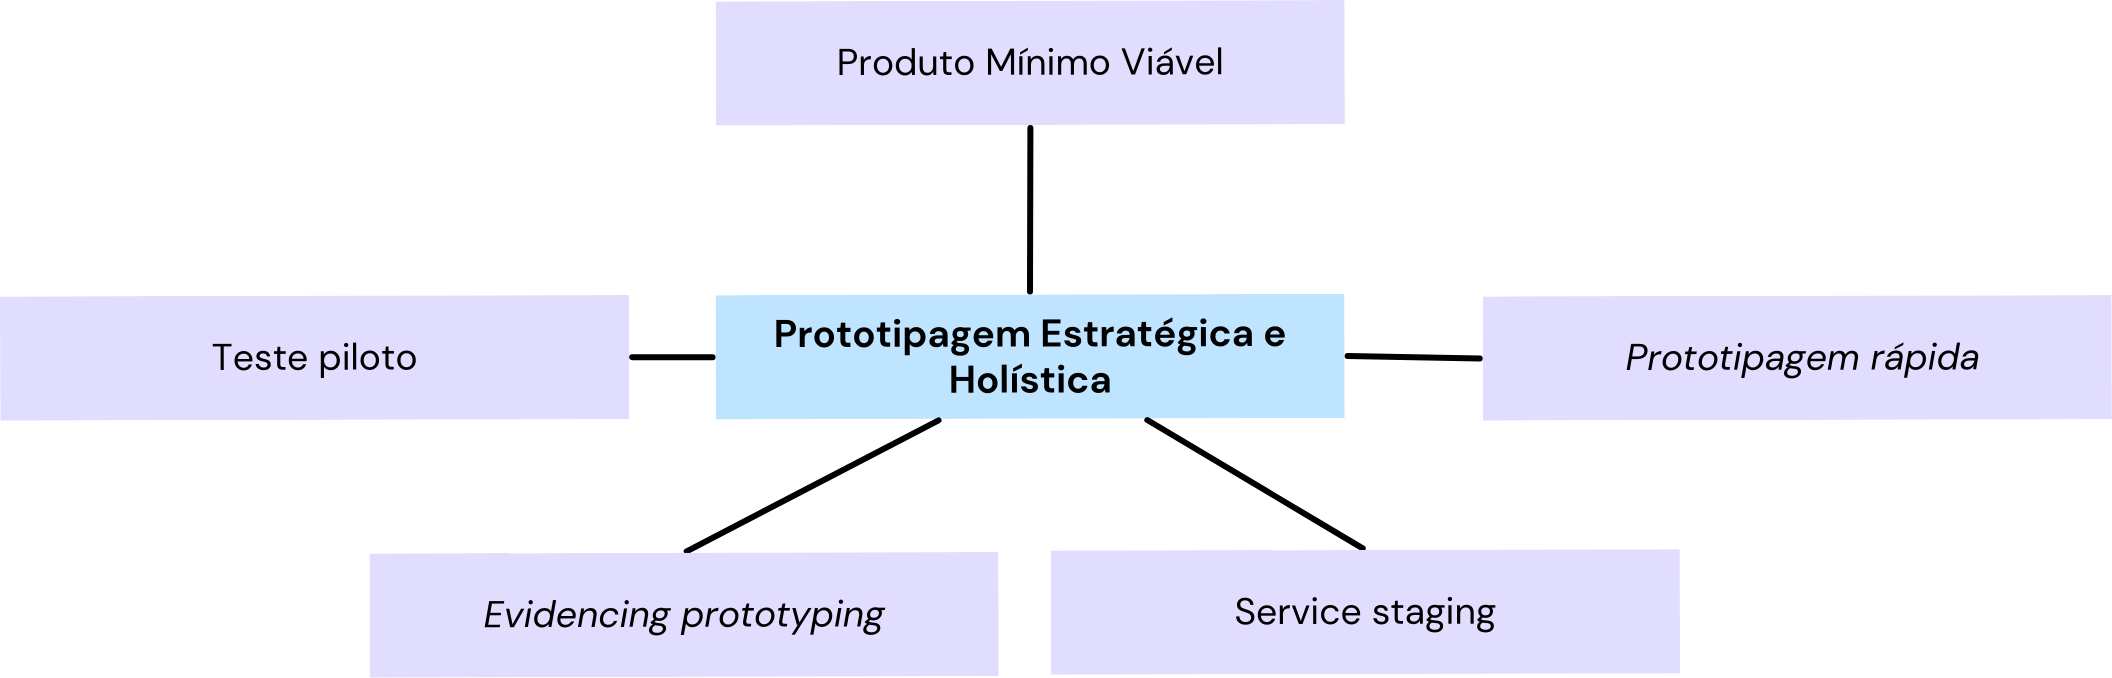 Produto Mínimo Viável
Teste piloto
Prototipagem Estratégica e
Holística
Prototipagem rápida
Evidencing prototyping
Service staging